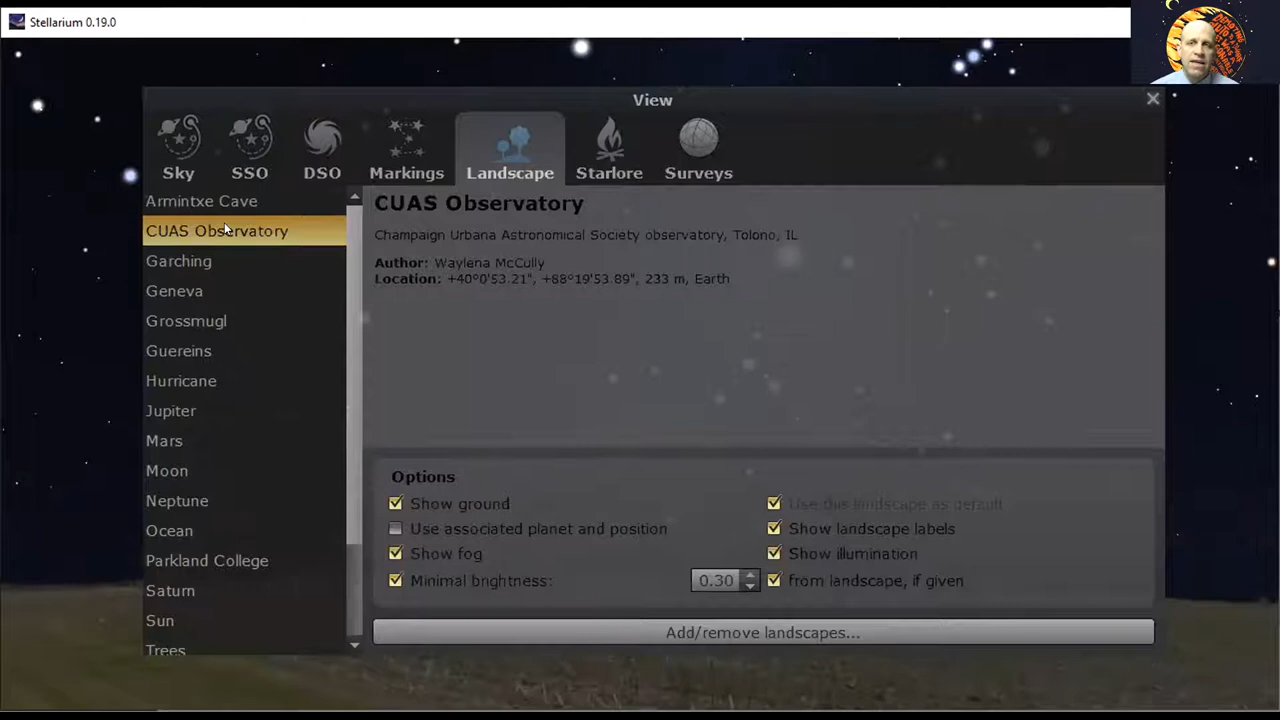 Stellarium 0.19.0
View
Sky SSO DSO Markings Landscape Starlore Surveys
Armintxe Cave
CUAS Observatory
Garching
Geneva
Grossmugl
Guereins
Hurricane
Jupiter
Mars
Moon
Neptune
Ocean
Parkland College
Saturn
Sun
Trees
CUAS Observatory
Champaign Urbana Astronomical Society observatory, Tolono, IL
Author: Waylena McCully
Location: +40°0'53.21", +88°19'53.89", 233 m, Earth
Options
Show ground
Use associated planet and position
Show fog
Minimal brightness: 0.30
Use this landscape as default
Show landscape labels
Show illumination
from landscape, if given
Add/remove landscapes...